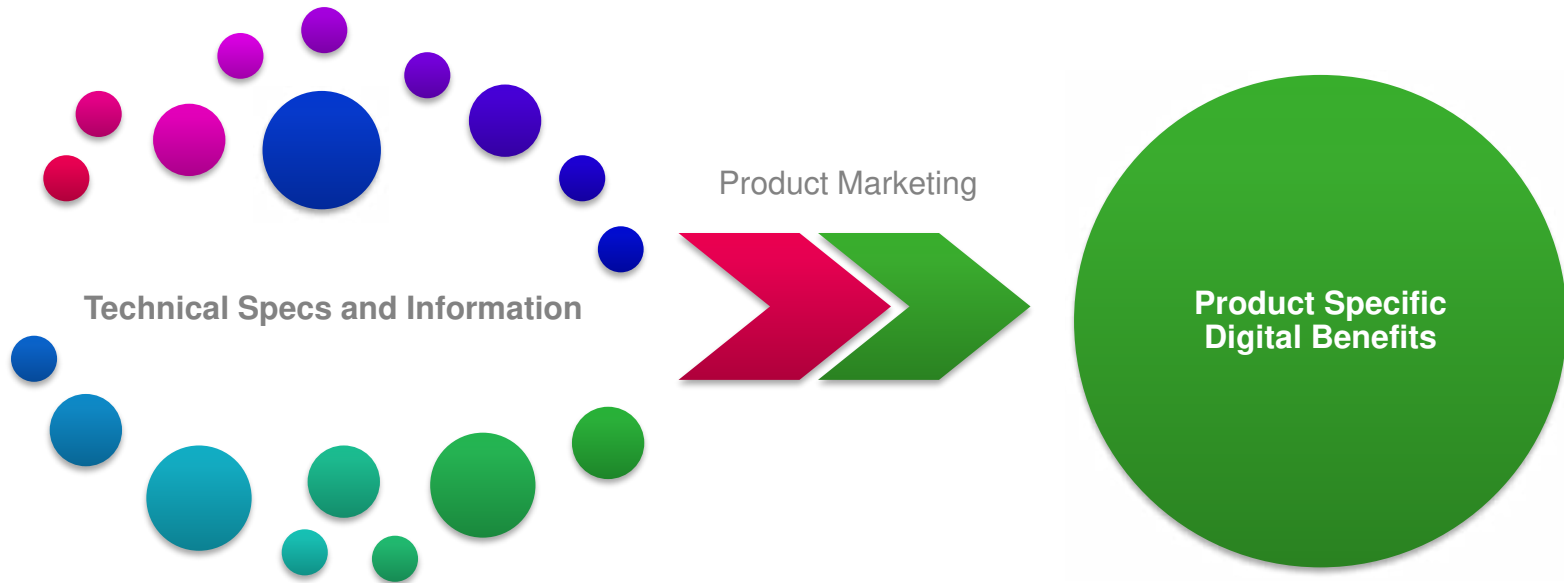 Product Marketing
Technical Specs and Information
Product Specific
Digital Benefits